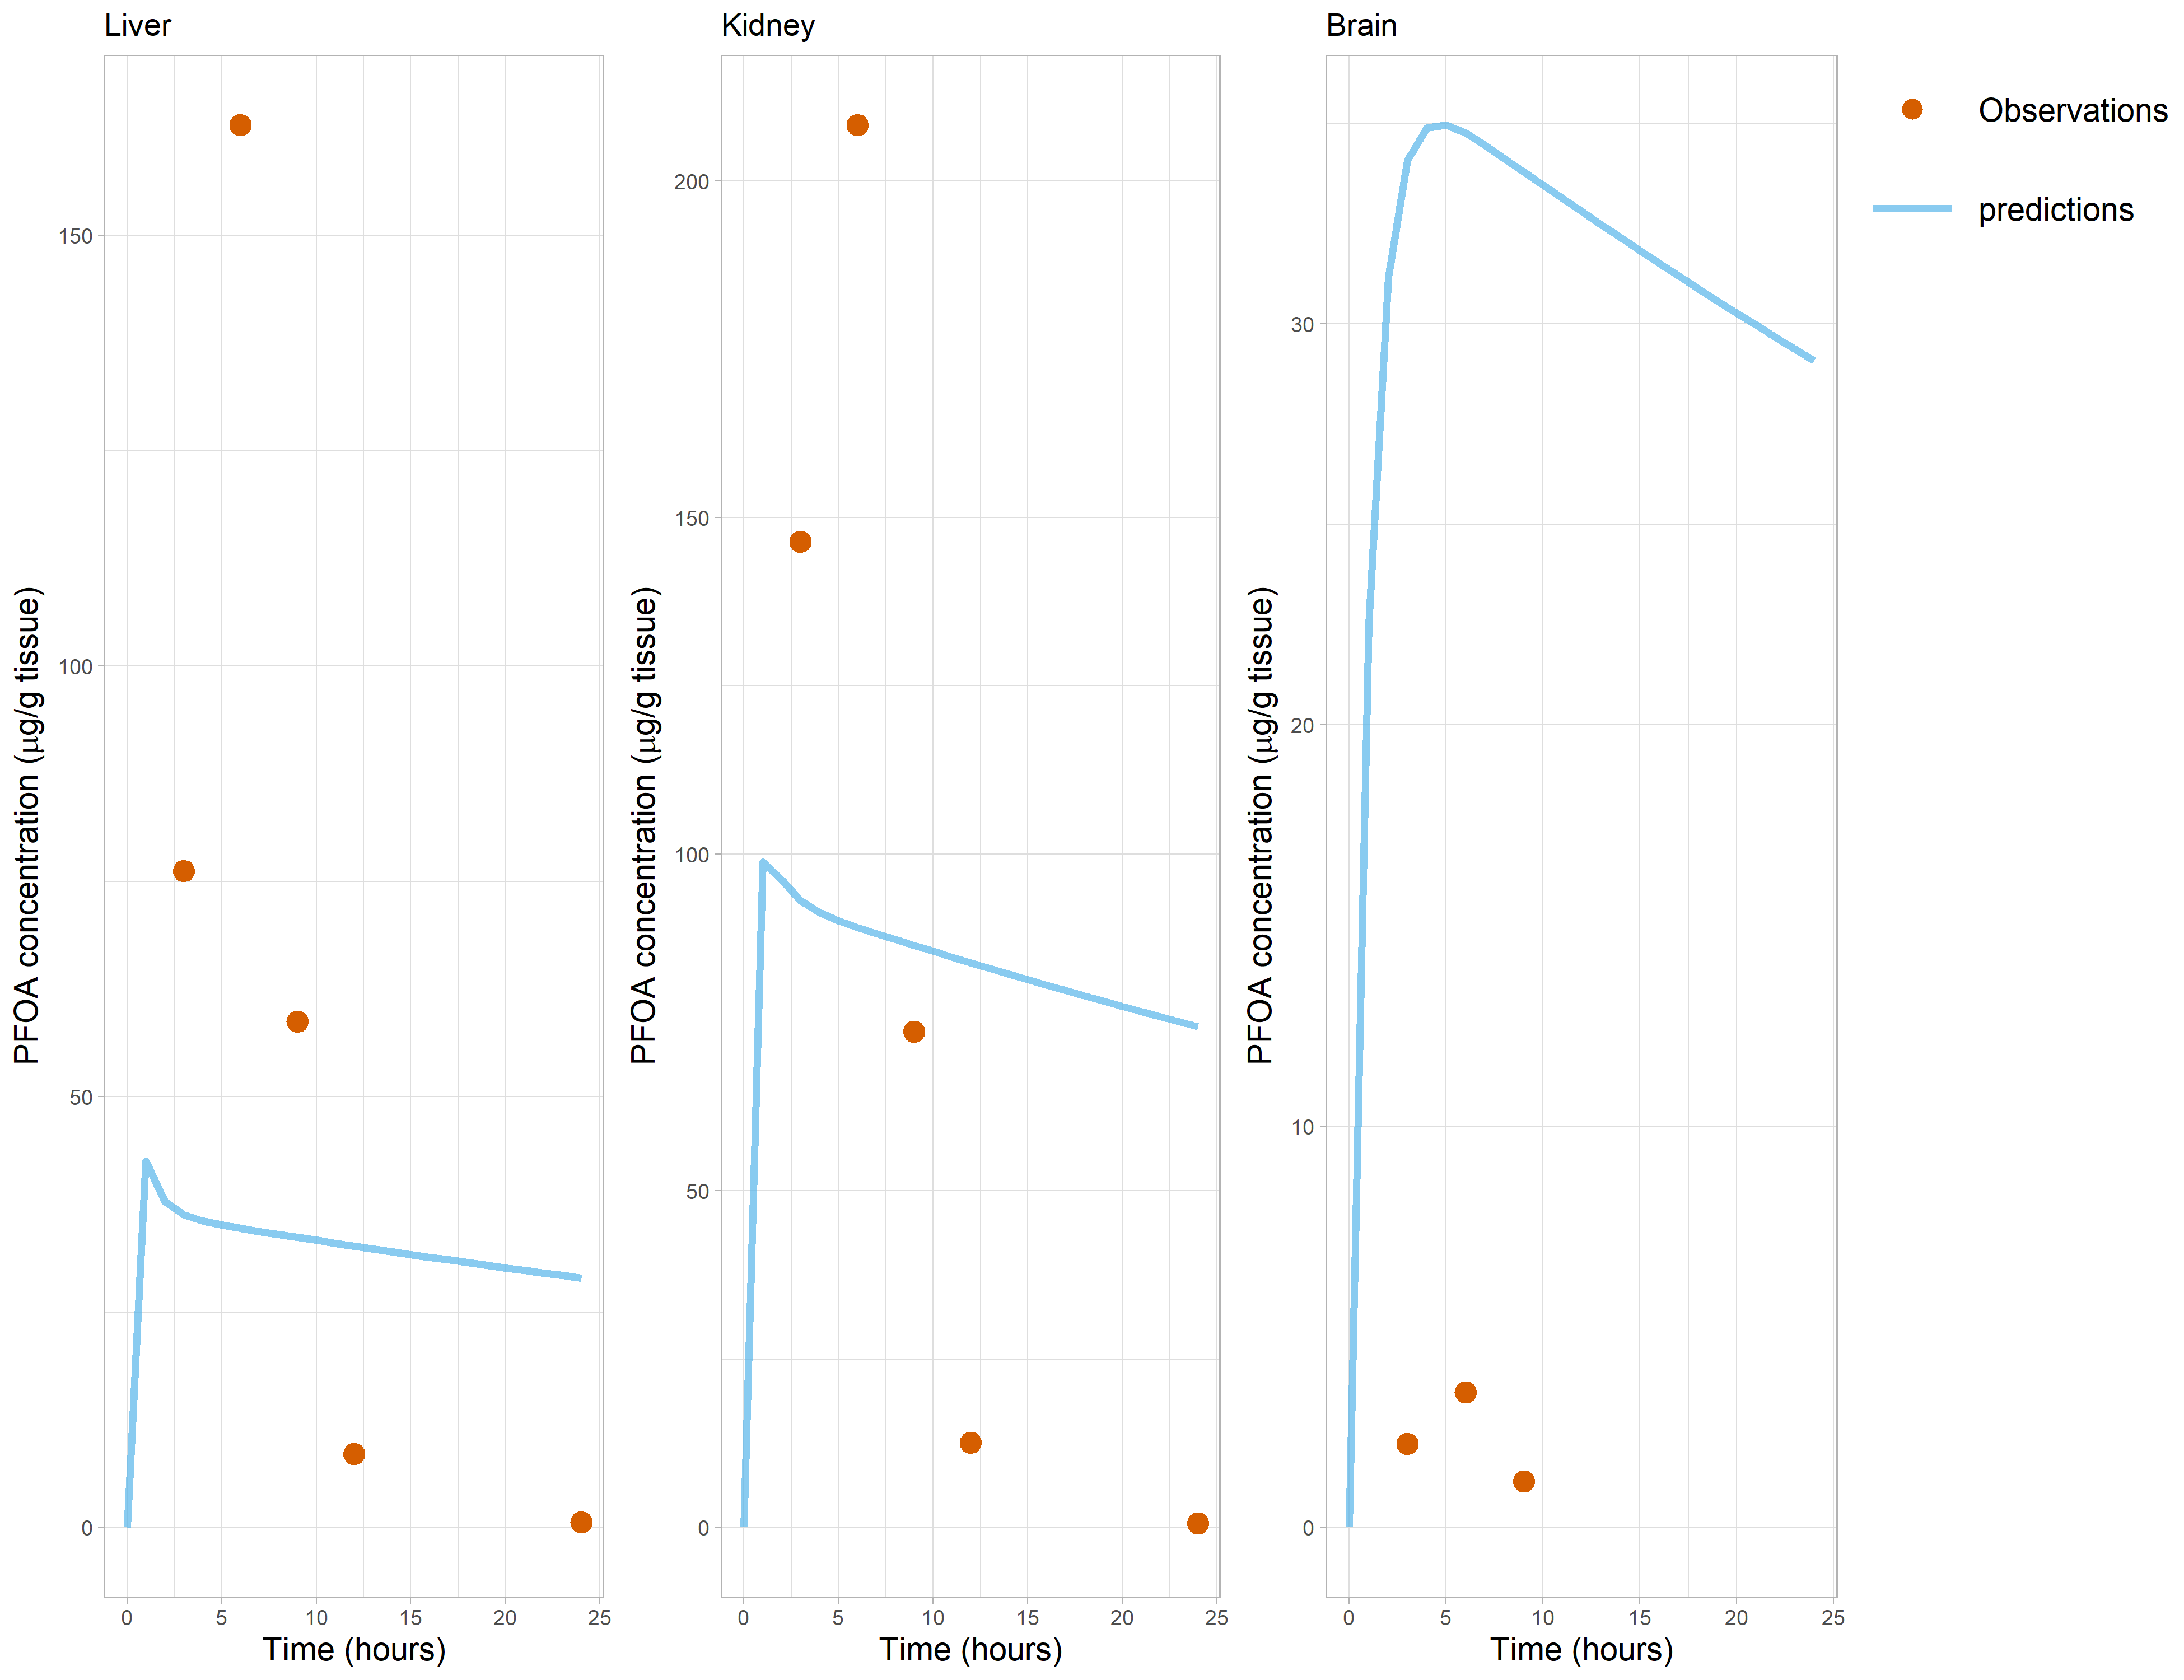 Liver
PFOA concentration (μg/g tissue)
150
100
50
0
0 5 10 15 20 25
Time (hours)
Kidney
PFOA concentration (μg/g tissue)
200
150
100
50
0
0 5 10 15 20 25
Time (hours)
Brain
PFOA concentration (μg/g tissue)
30
20
10
0
0 5 10 15 20 25
Time (hours)
Observations
predictions